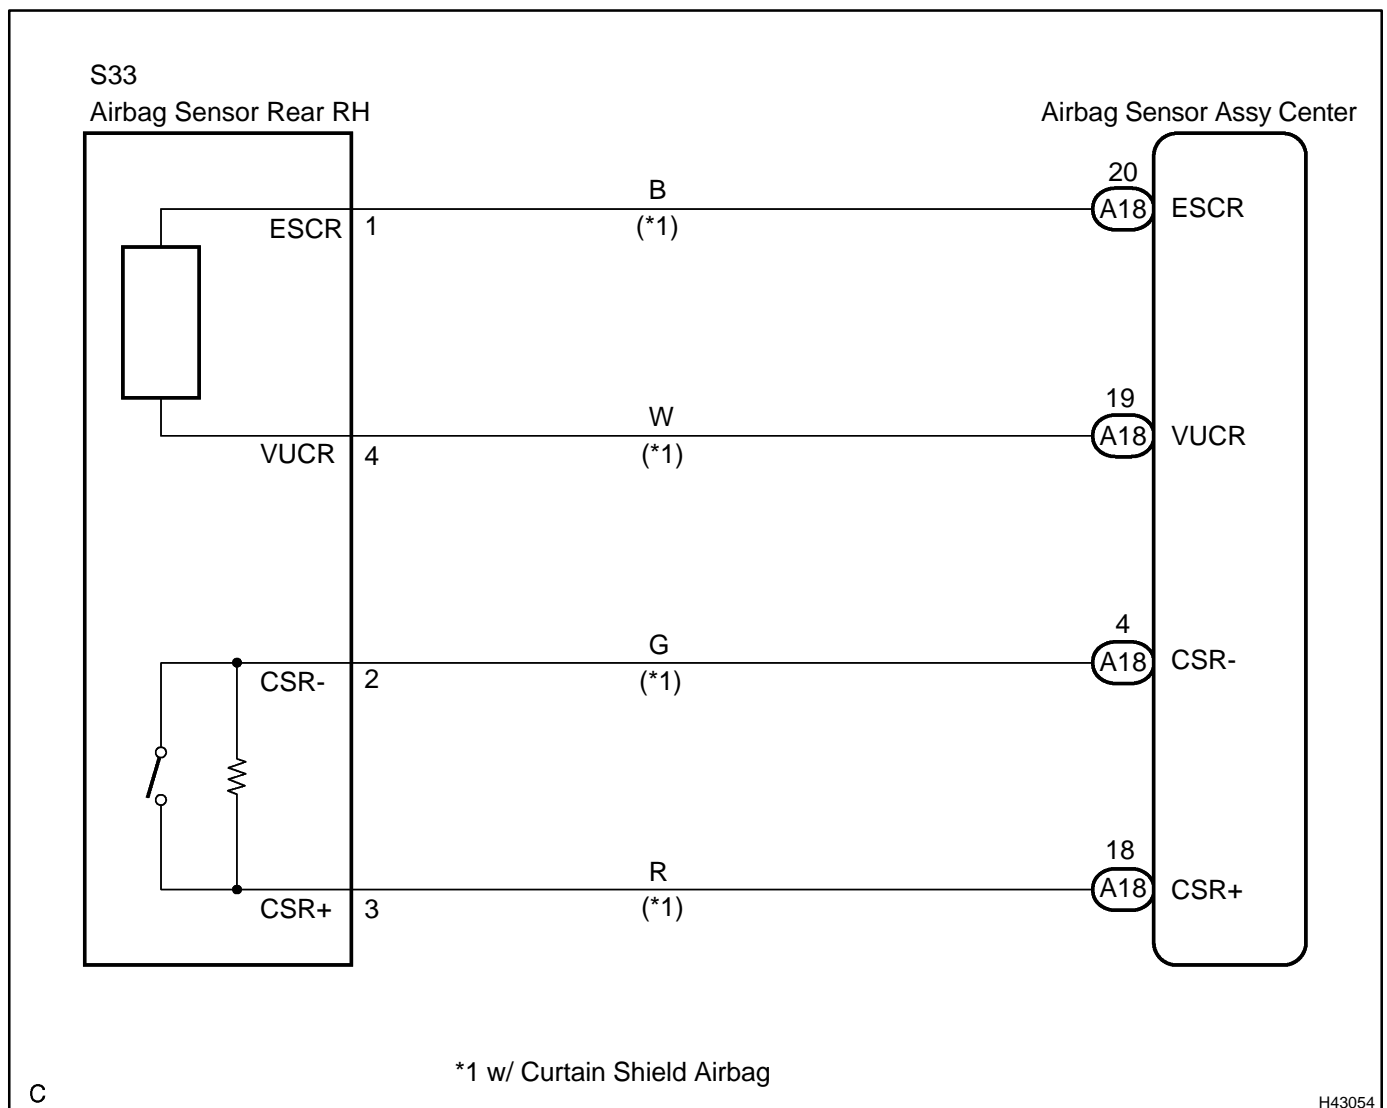 S33
Airbag Sensor Rear RH
Airbag Sensor Assy Center
ESCR
1
B
(*1)
20
A18
ESCR
VUCR
4
W
(*1)
19
A18
VUCR
CSR-
2
G
(*1)
4
A18
CSR-
CSR+
3
R
(*1)
18
A18
CSR+
*1 w/ Curtain Shield Airbag
C
H43054